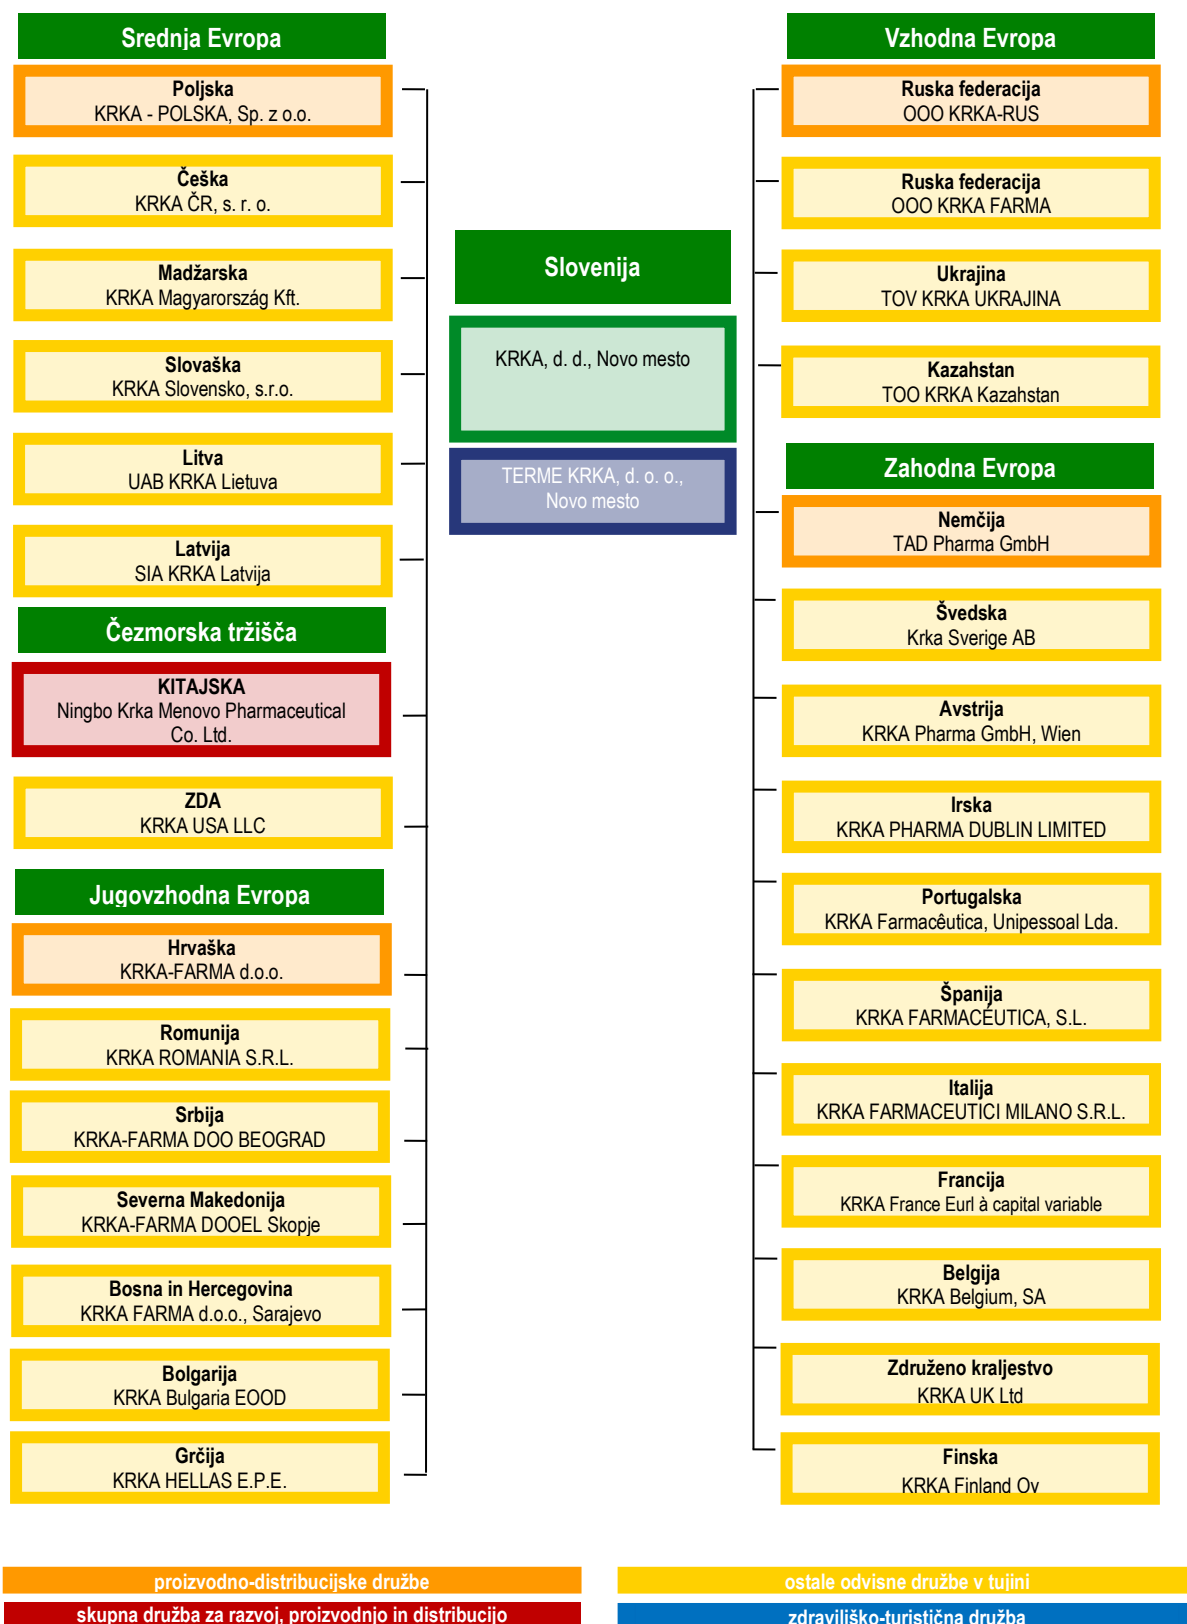 Srednja Evropa
Poljska
KRKA - POLSKA, Sp. z o.o.
Češka
KRKA ČR, s. r. o.
Madžarska
KRKA Magyarország Kft.
Slovaška
KRKA Slovensko, s.r.o.
Litva
UAB KRKA Lietuva
Latvija
SIA KRKA Latvija
Čezmorska tržišča
KITAJSKA
Ningbo Krka Menovo Pharmaceutical
Co. Ltd.
ZDA
KRKA USA LLC
Jugovzhodna Evropa
Hrvaška
KRKA-FARMA d.o.o.
Romunija
KRKA ROMANIA S.R.L.
Srbija
KRKA-FARMA DOO BEOGRAD
Severna Makedonija
KRKA-FARMA DOOEL Skopje
Bosna in Hercegovina
KRKA FARMA d.o.o., Sarajevo
Bolgarija
KRKA Bulgaria EOOD
Grčija
KRKA HELLAS E.P.E.
Slovenija
KRKA, d. d., Novo mesto
TERME KRKA, d. o. o.,
Novo mesto
Vzhodna Evropa
Ruska federacija
OOO KRKA-RUS
Ruska federacija
OOO KRKA FARMA
Ukrajina
TOV KRKA UKRAJINA
Kazahstan
TOO KRKA Kazahstan
Zahodna Evropa
Nemčija
TAD Pharma GmbH
Švedska
Krka Sverige AB
Avstrija
KRKA Pharma GmbH, Wien
Irska
KRKA PHARMA DUBLIN LIMITED
Portugalska
KRKA Farmacêutica, Unipessoal Lda.
Španija
KRKA FARMACÉUTICA, S.L.
Italija
KRKA FARMACEUTICI MILANO S.R.L.
Francija
KRKA France Eurl à capital variable
Belgija
KRKA Belgium, SA
Združeno kraljestvo
KRKA UK Ltd
Finska
KRKA Finland Oy
proizvodno-distribucijske družbe
ostale odvisne družbe v tujini
skupna družba za razvoj, proizvodnjo in distribucijo
zdraviliško-turistična družba